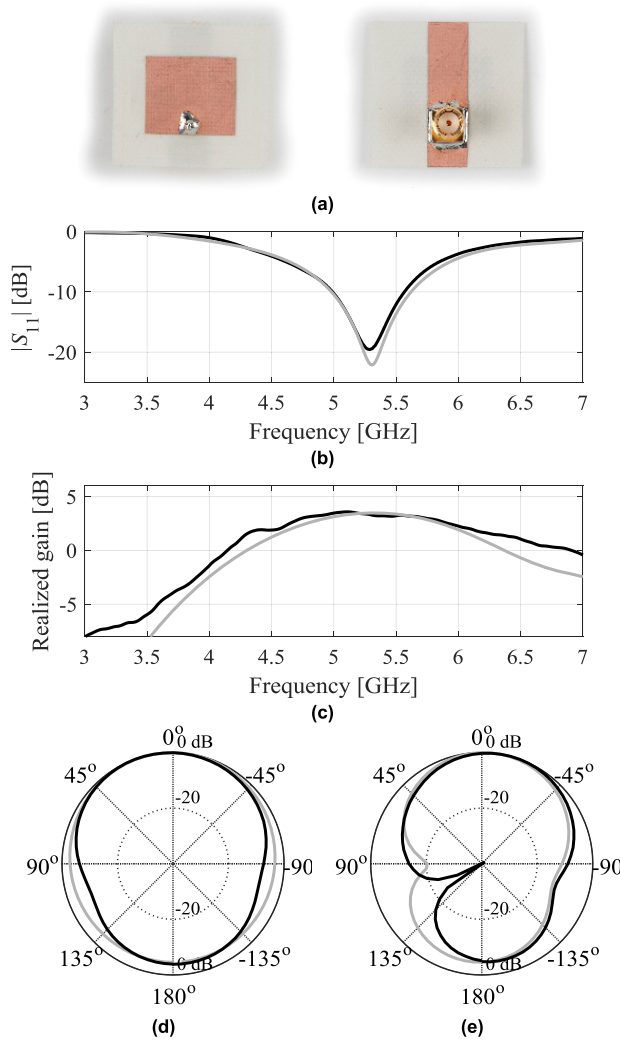 (a)
0
-10
-20
|S11| [dB]
3 3.5 4 4.5 5 5.5 6 6.5 7
Frequency [GHz]
(b)
5
0
-5
Realized gain [dB]
3 3.5 4 4.5 5 5.5 6 6.5 7
Frequency [GHz]
(c)
0° 0 dB
45° -45°
-20
90° -90
-20
135° 0 dB -135°
180°
(d)
0° 0 dB
45° -45°
-20
90° -90
-20
135° 0 dB -135°
180°
(e)